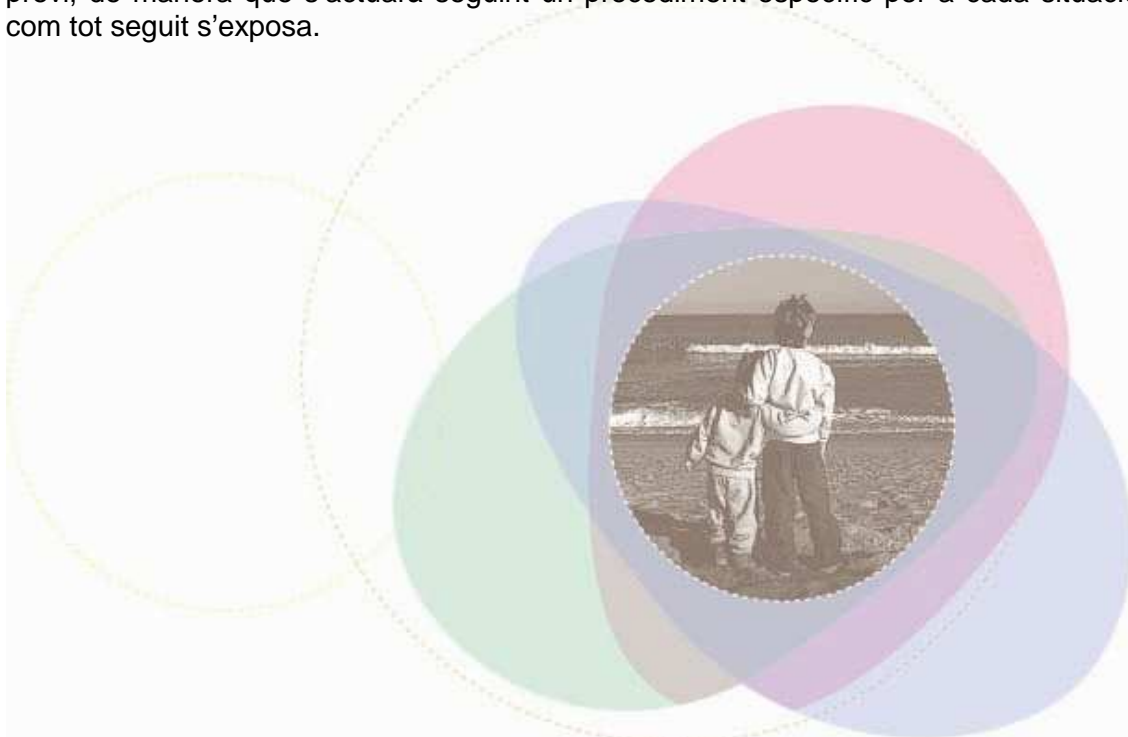 previ, de manera que s'actuarà seguint un procediment específic per a cada situació
com tot seguit s'exposa.